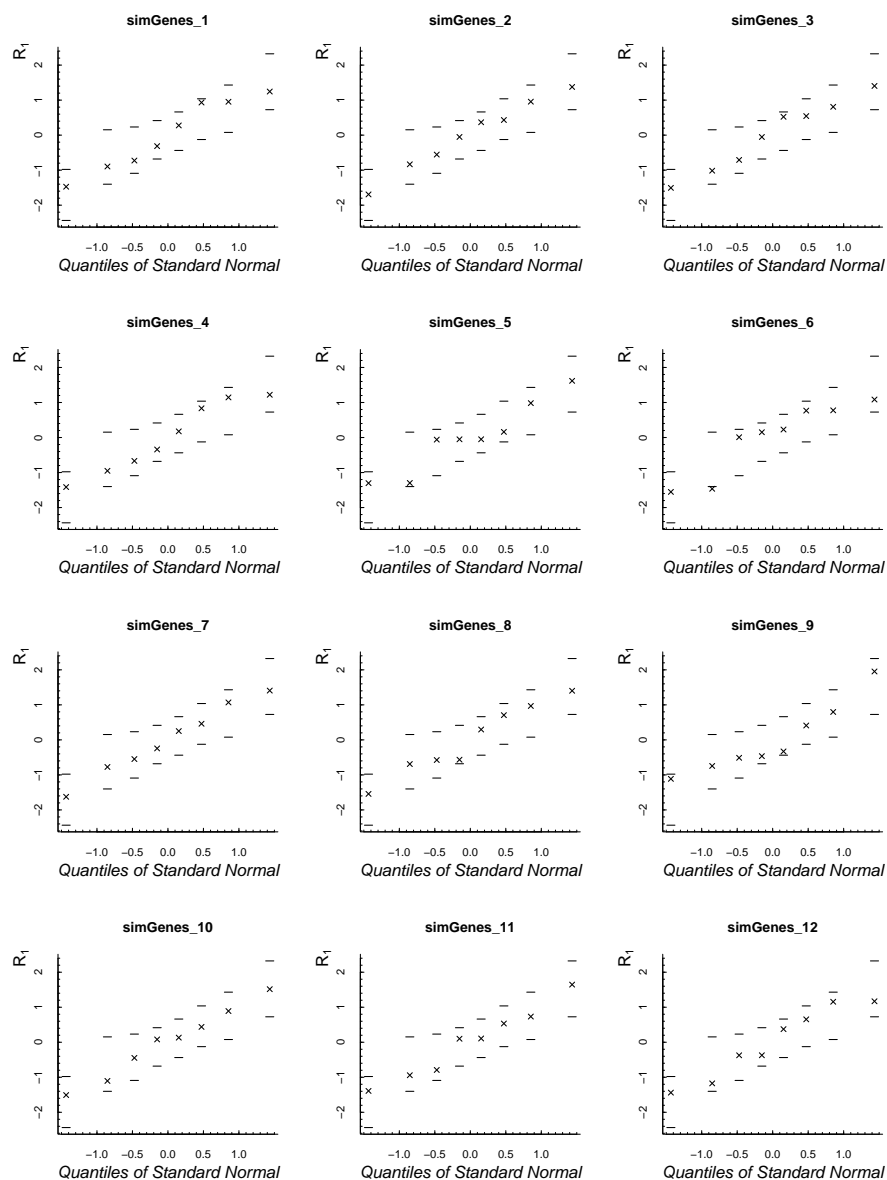 simGenes_1
R1
2
1
0
−1
−2
−1.0 −0.5 0.0 0.5 1.0
Quantiles of Standard Normal
simGenes_2
R1
2
1
0
−1
−2
−1.0 −0.5 0.0 0.5 1.0
Quantiles of Standard Normal
simGenes_3
R1
2
1
0
−1
−2
−1.0 −0.5 0.0 0.5 1.0
Quantiles of Standard Normal
simGenes_4
R1
2
1
0
−1
−2
−1.0 −0.5 0.0 0.5 1.0
Quantiles of Standard Normal
simGenes_5
R1
2
1
0
−1
−2
−1.0 −0.5 0.0 0.5 1.0
Quantiles of Standard Normal
simGenes_6
R1
2
1
0
−1
−2
−1.0 −0.5 0.0 0.5 1.0
Quantiles of Standard Normal
simGenes_7
R1
2
1
0
−1
−2
−1.0 −0.5 0.0 0.5 1.0
Quantiles of Standard Normal
simGenes_8
R1
2
1
0
−1
−2
−1.0 −0.5 0.0 0.5 1.0
Quantiles of Standard Normal
simGenes_9
R1
2
1
0
−1
−2
−1.0 −0.5 0.0 0.5 1.0
Quantiles of Standard Normal
simGenes_10
R1
2
1
0
−1
−2
−1.0 −0.5 0.0 0.5 1.0
Quantiles of Standard Normal
simGenes_11
R1
2
1
0
−1
−2
−1.0 −0.5 0.0 0.5 1.0
Quantiles of Standard Normal
simGenes_12
R1
2
1
0
−1
−2
−1.0 −0.5 0.0 0.5 1.0
Quantiles of Standard Normal